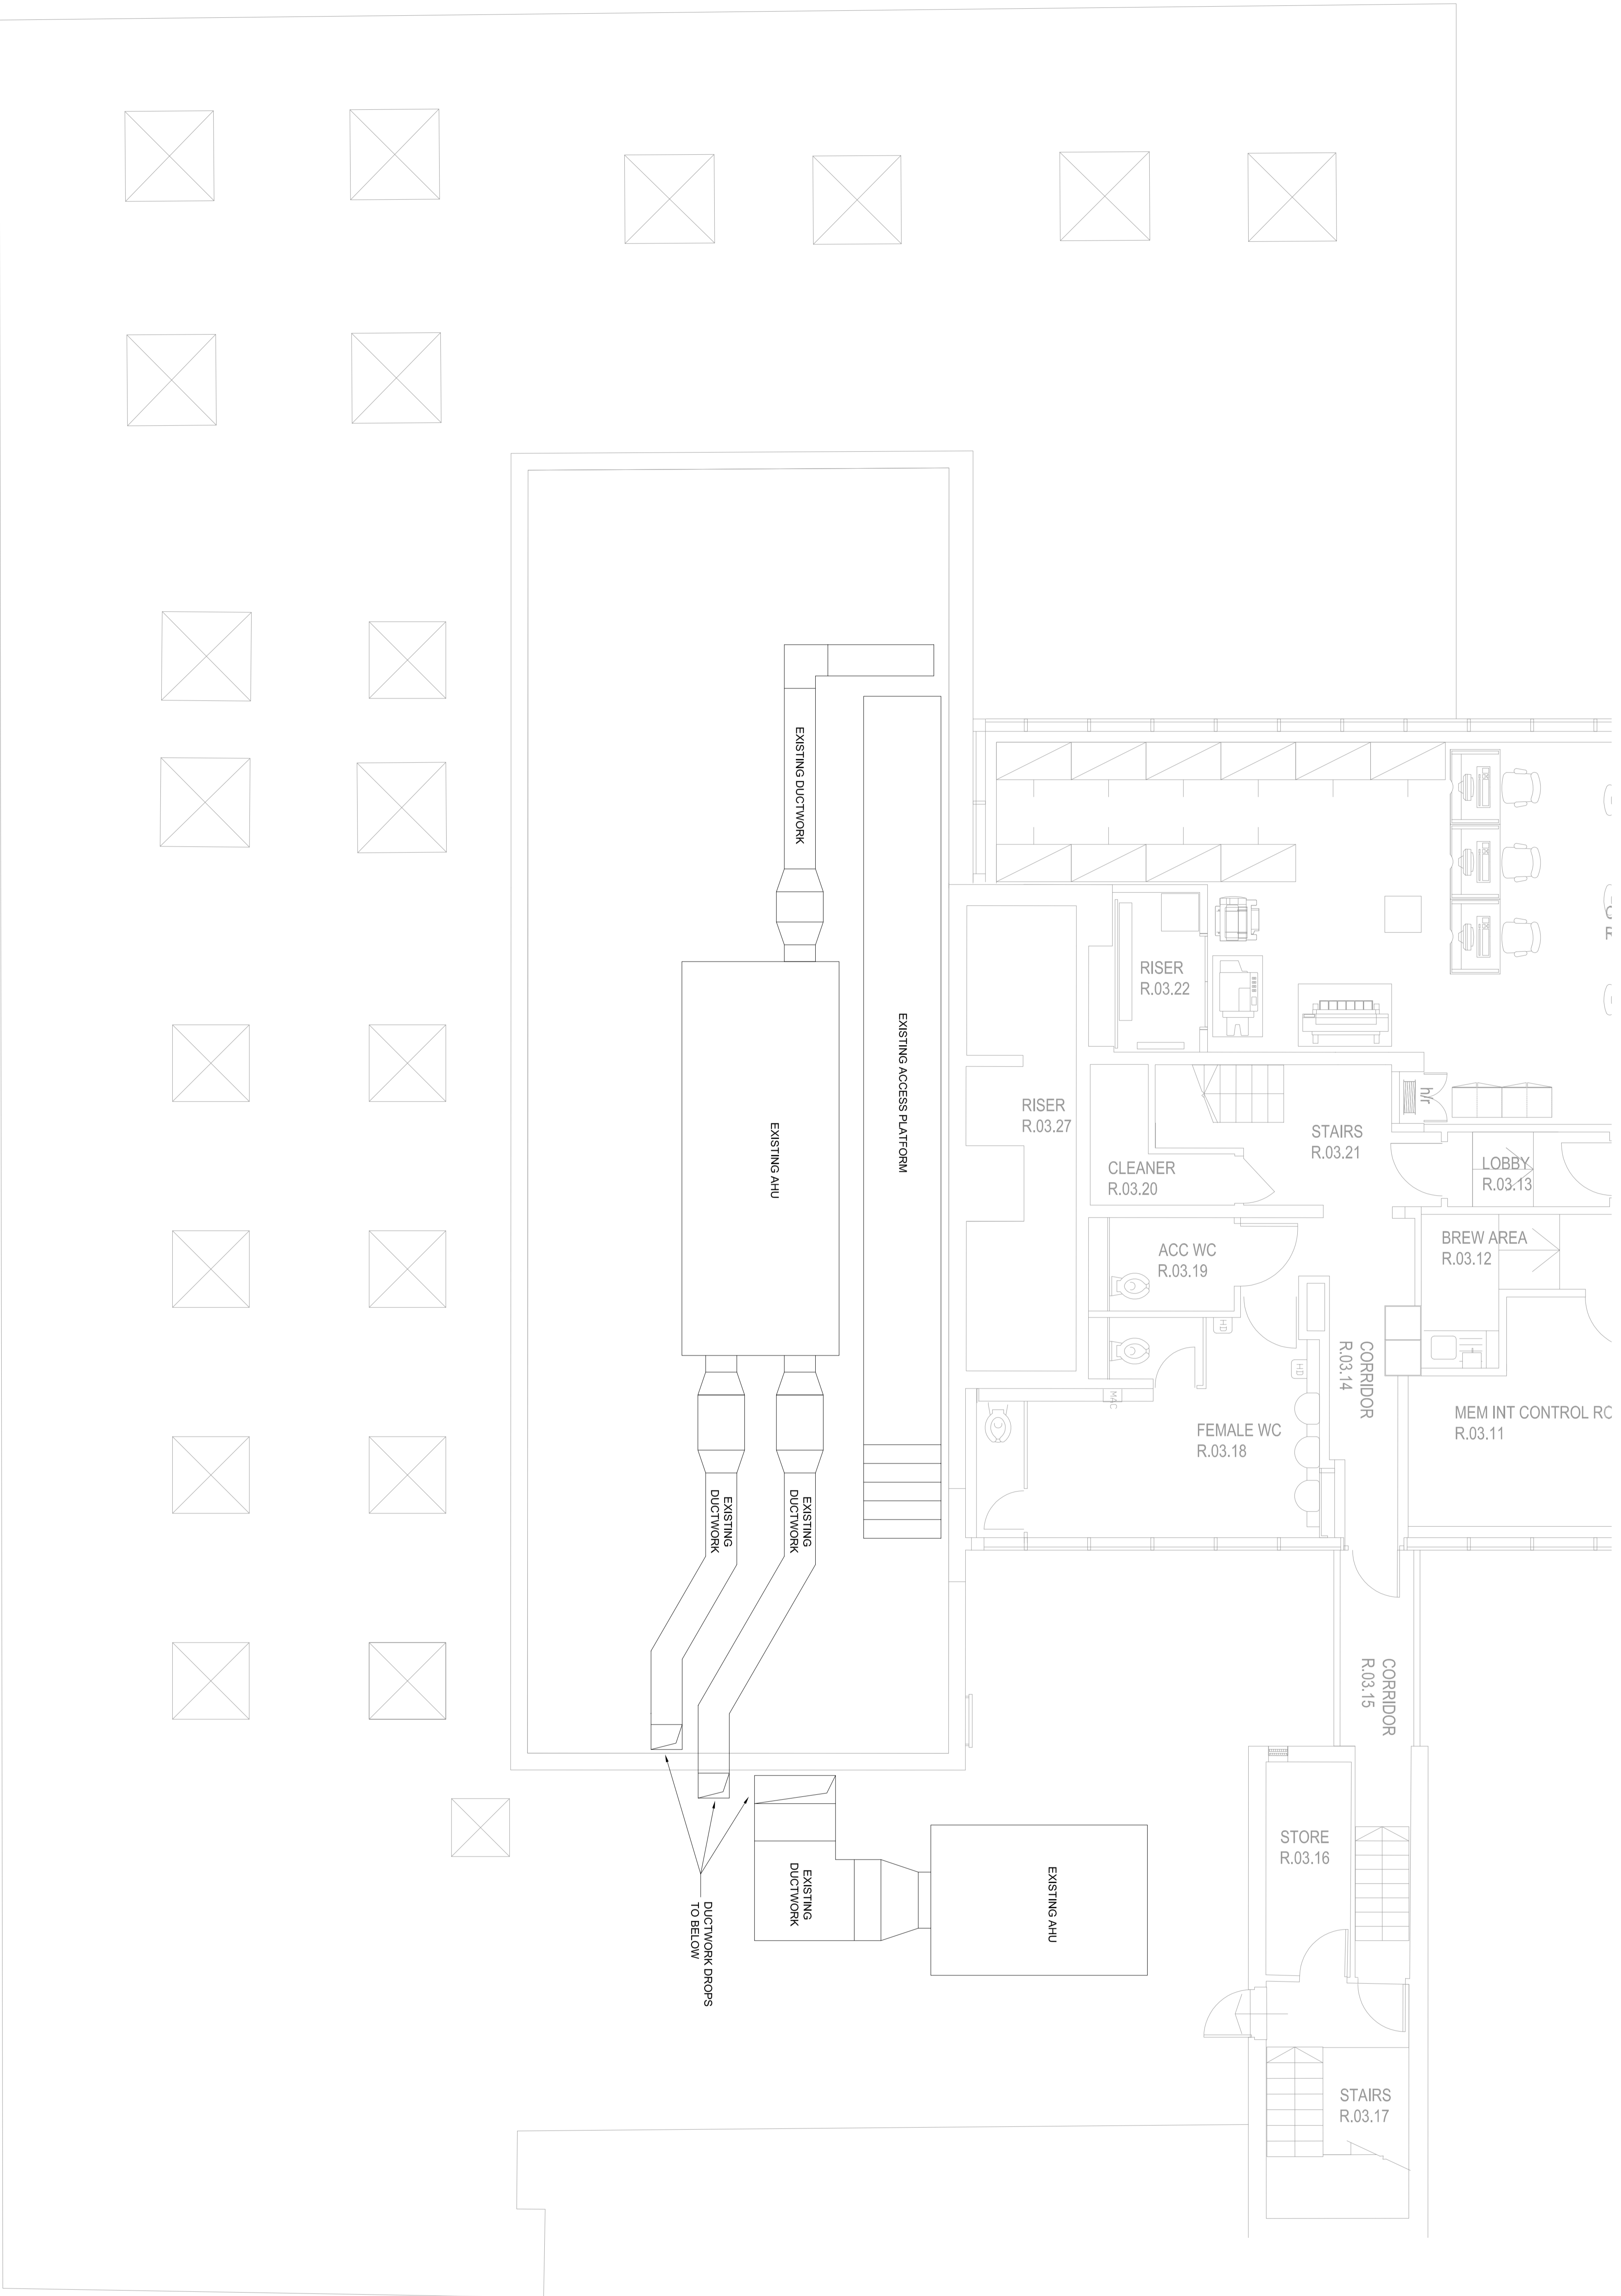 EXISTING DUCTWORK
EXISTING ACCESS PLATFORM
EXISTING AHU
EXISTING
DUCTWORK
EXISTING
DUCTWORK
DUCTWORK DROPS
TO BELOW
EXISTING
DUCTWORK
EXISTING AHU
RISER
R.03.22
RISER
R.03.27
h/r
STAIRS
R.03.21
LOBBY
R.03.13
CLEANER
R.03.20
BREW AREA
R.03.12
ACC WC
R.03.19
HD
HD
MAC
CORRIDOR
R.03.14
MEM INT CONTROL RO
R.03.11
FEMALE WC
R.03.18
CORRIDOR
R.03.15
STORE
R.03.16
STAIRS
R.03.17